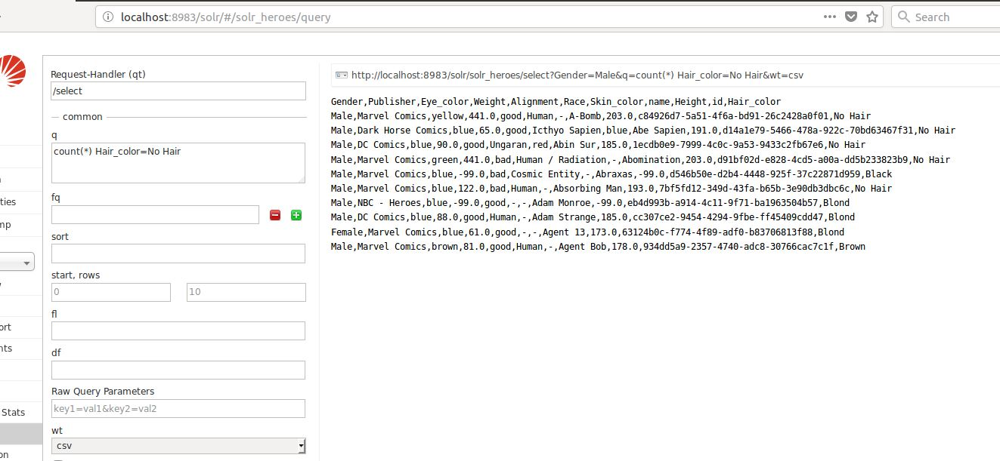 localhost:8983/solr/#/solr_heroes/query
Search
ties
mp
ort
nts
Stats
on
Request-Handler (qt)
/select
common
q
count(*) Hair_color=No Hair
fq
sort
start, rows
0 10
fl
df
Raw Query Parameters
key1=val1&key2=val2
wt
csv
http://localhost:8983/solr/solr_heroes/select?Gender=Male&q=count(*) Hair_color=No Hair&wt=csv
Gender,Publisher,Eye_color,Weight,Alignment,Race,Skin_color,name,Height,id,Hair_color
Male,Marvel Comics,yellow,441.0,good,Human,-,A-Bomb,203.0,c84926d7-5a51-4f6a-bd91-26c2428a0f01,No Hair
Male,Dark Horse Comics,blue,65.0,good,Icthyo Sapien,blue,Abe Sapien,191.0,d14a1e79-5466-478a-922c-70bd63467f31,No Hair
Male,DC Comics,blue,90.0,good,Ungaran,red,Abin Sur,185.0,1ecdb0e9-7999-4c0c-9a53-9433c2fb67e6,No Hair
Male,Marvel Comics,green,441.0,bad,Human / Radiation,-,Abomination,203.0,d91bf02d-e828-4cd5-a00a-dd5b233823b9,No Hair
Male,Marvel Comics,blue,-99.0,bad,Cosmic Entity,-,Abraxas,-99.0,d546b50e-d2b4-4448-925f-37c22871d959,Black
Male,Marvel Comics,blue,122.0,bad,Human,-,Absorbing Man,193.0,7bf5fd12-349d-43fa-b65b-3e90db3dbc6c,No Hair
Male,NBC - Heroes,blue,-99.0,good,-,-,Adam Monroe,-99.0,eb4d993b-a914-4c11-9f71-ba1963504b57,Blond
Male,DC Comics,blue,88.0,good,Human,-,Adam Strange,185.0,cc307ce2-9454-4294-9fbe-ff45409cdd47,Blond
Female,Marvel Comics,blue,61.0,good,-,-,Agent 13,173.0,63124b0c-f774-4f89-adf0-b83706813f88,Blond
Male,Marvel Comics,brown,81.0,good,Human,-,Agent Bob,178.0,934dd5a9-2357-4740-adc8-30766cac7c1f,Brown